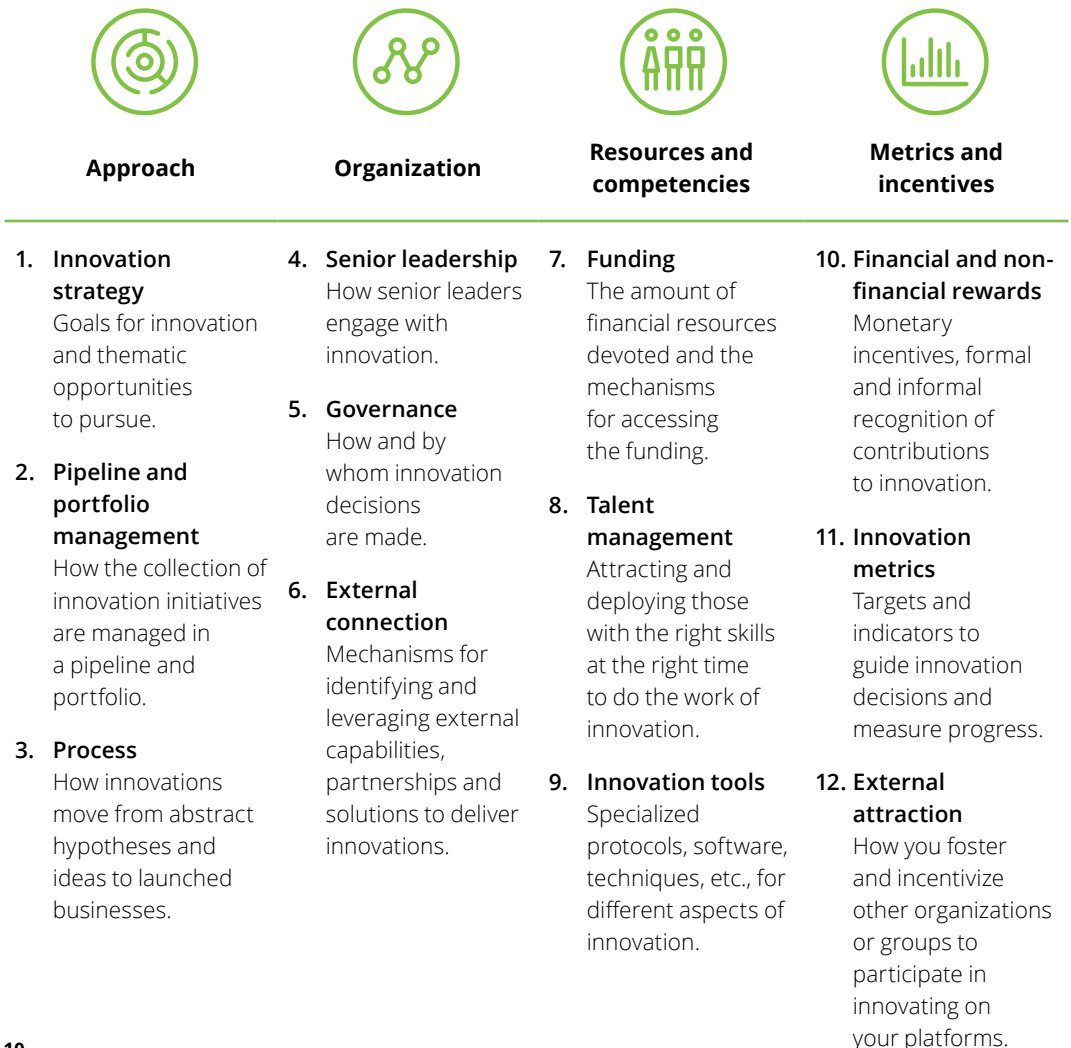 Approach
Organization
Resources and
competencies
Metrics and
incentives
1. Innovation
strategy
Goals for innovation
and thematic
opportunities
to pursue.
2. Pipeline and
portfolio
management
How the collection of
innovation initiatives
are managed in
a pipeline and
portfolio.
3. Process
How innovations
move from abstract
hypotheses and
ideas to launched
businesses.
4. Senior leadership
How senior leaders
engage with
innovation.
5. Governance
How and by
whom innovation
decisions
are made.
6. External
connection
Mechanisms for
identifying and
leveraging external
capabilities,
partnerships and
solutions to deliver
innovations.
7. Funding
The amount of
financial resources
devoted and the
mechanisms
for accessing
the funding.
8. Talent
management
Attracting and
deploying those
with the right skills
at the right time
to do the work of
innovation.
9. Innovation tools
Specialized
protocols, software,
techniques, etc., for
different aspects of
innovation.
10. Financial and non-
financial rewards
Monetary
incentives, formal
and informal
recognition of
contributions
to innovation.
11. Innovation
metrics
Targets and
indicators to
guide innovation
decisions and
measure progress.
12. External
attraction
How you foster
and incentivize
other organizations
or groups to
participate in
innovating on
your platforms.